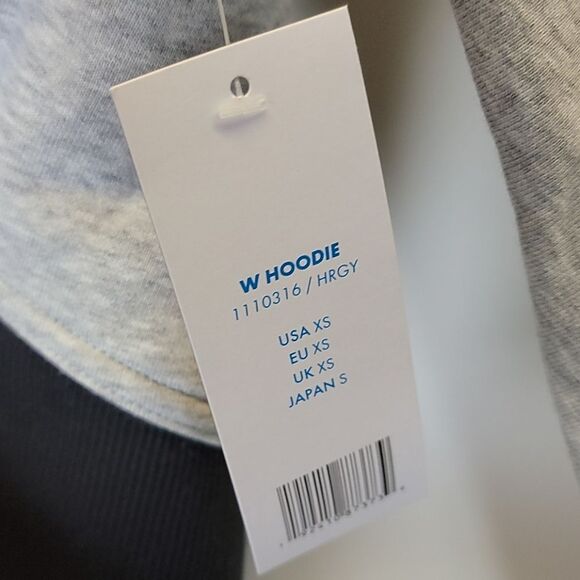 W HOODIE
1110316 / HRGY
USA XS
EU XS
UK XS
JAPAN S